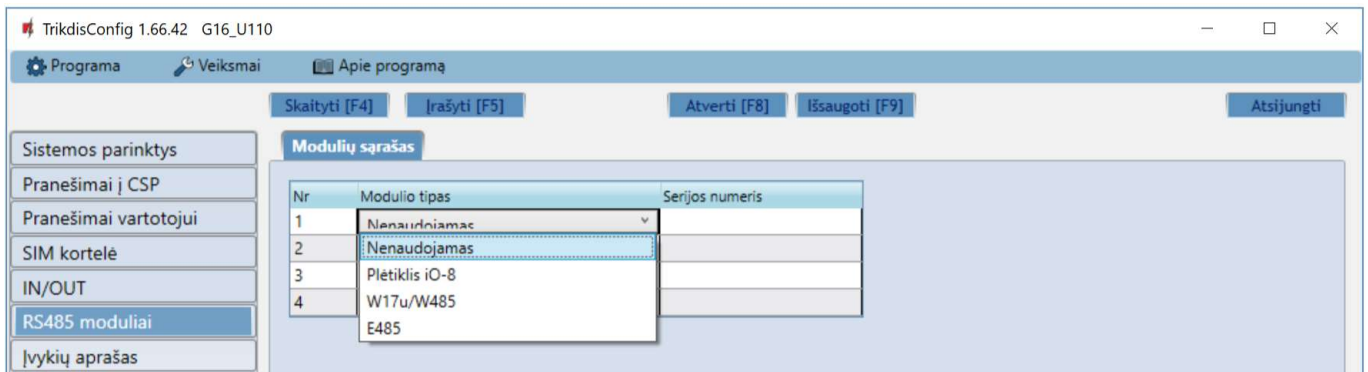 TrikdisConfig 1.66.42 G16_U110
Programa Veiksmai Apie programą
Skaityti [F4] Įrašyti [F5] Atverti [F8] Išsaugoti [F9] Atsijungti
Sistemos parinktys
Pranešimai į CSP
Pranešimai vartotojui
SIM kortelė
IN/OUT
RS485 moduliai
Įvykių aprašas
Modulių sąrašas
Nr Modulio tipas Serijos numeris
1 Nenaudojamas
2 Nenaudojamas
3 Plėtiklis iO-8
4 W17u/W485
E485